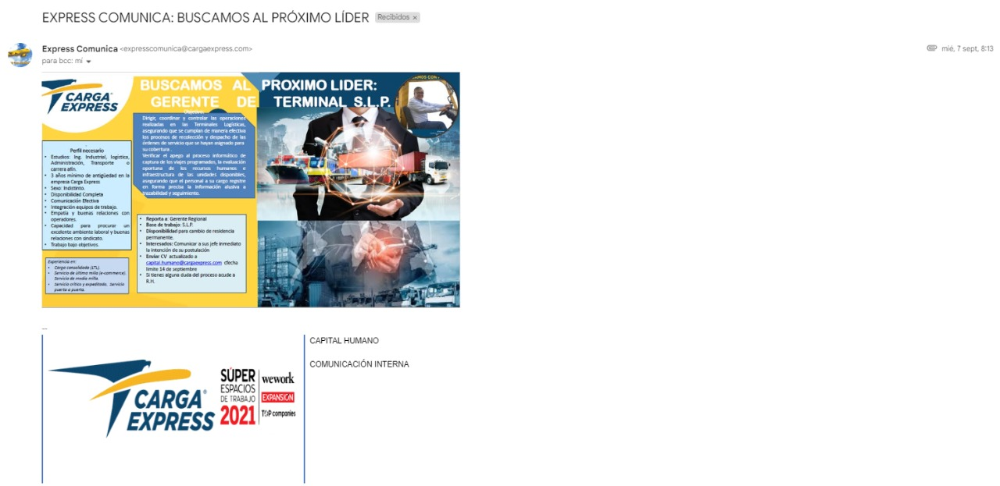 EXPRESS COMUNICA: BUSCAMOS AL PRÓXIMO LÍDER Recibidos ×
Express Comunica <expresscomunica@cargaexpress.com>
mié, 7 sept, 8:13
para bcc: mí
CARGA
EXPRESS
BUSCAMOS AL PROXIMO LIDER:
GERENTE DE TERMINAL S.L.P.
AMOS CON
Objetivo:
Dirigir, coordinar y controlar las operaciones
realizadas en las Terminales Logísticas,
asegurando que se cumplan de manera efectiva
los procesos de recolección y despacho de las
órdenes de servicio que se hayan asignado para
su cobertura .
Verificar el apego al proceso informático de
captura de los viajes programados, la evaluación
oportuna de los recursos humanos e
infraestructura de las unidades disponibles,
asegurando que el personal a su cargo registre
en forma precisa la información alusiva a
trazabilidad y seguimiento.
Perfil necesario
• Estudios: Ing. Industrial, logística,
Administración, Transporte o
carrera afín.
• 3 años mínimo de antigüedad en la
empresa Carga Express
• Sexo: Indistinto.
• Disponibilidad Completa
• Comunicación Efectiva
• Integración equipos de trabajo.
• Empatía y buenas relaciones con
operadores.
• Capacidad para procurar un
excelente ambiente laboral y buenas
relaciones con sindicato.
• Trabajo bajo objetivos.
Experiencia en:
• Carga consolidada (LTL).
• Servicio de última milla (e-commerce).
Servicio de media milla.
• Servicio crítico y expeditado. Servicio
puerta a puerta.
• Reporta a: Gerente Regional
• Base de trabajo: S.L.P.
• Disponibilidad para cambio de residencia
permanente.
• Interesados: Comunicar a sus jefe inmediato
la intención de su postulación
• Enviar CV actualizado a
capital.humano@cargaexpress.com c/fecha
limite 14 de septiembre
• Si tienes alguna duda del proceso acude a
R.H.
--
CARGA
EXPRESS
SÚPER
ESPACIOS
DE TRABAJO
2021
wework
EXPANSIÓN
TOP companies
CAPITAL HUMANO
COMUNICACIÓN INTERNA